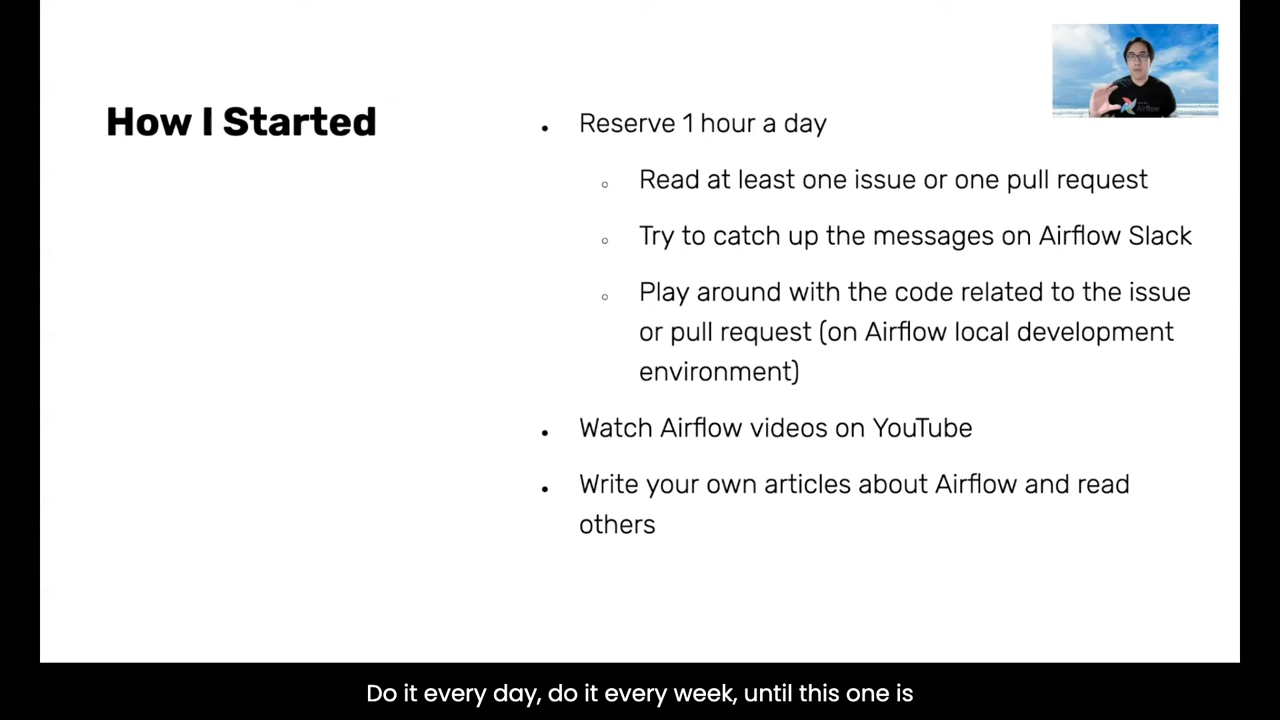 How I Started
Reserve 1 hour a day
Read at least one issue or one pull request
Try to catch up the messages on Airflow Slack
Play around with the code related to the issue
or pull request (on Airflow local development
environment)
Watch Airflow videos on YouTube
Write your own articles about Airflow and read
others
Airflow
Do it every day, do it every week, until this one is